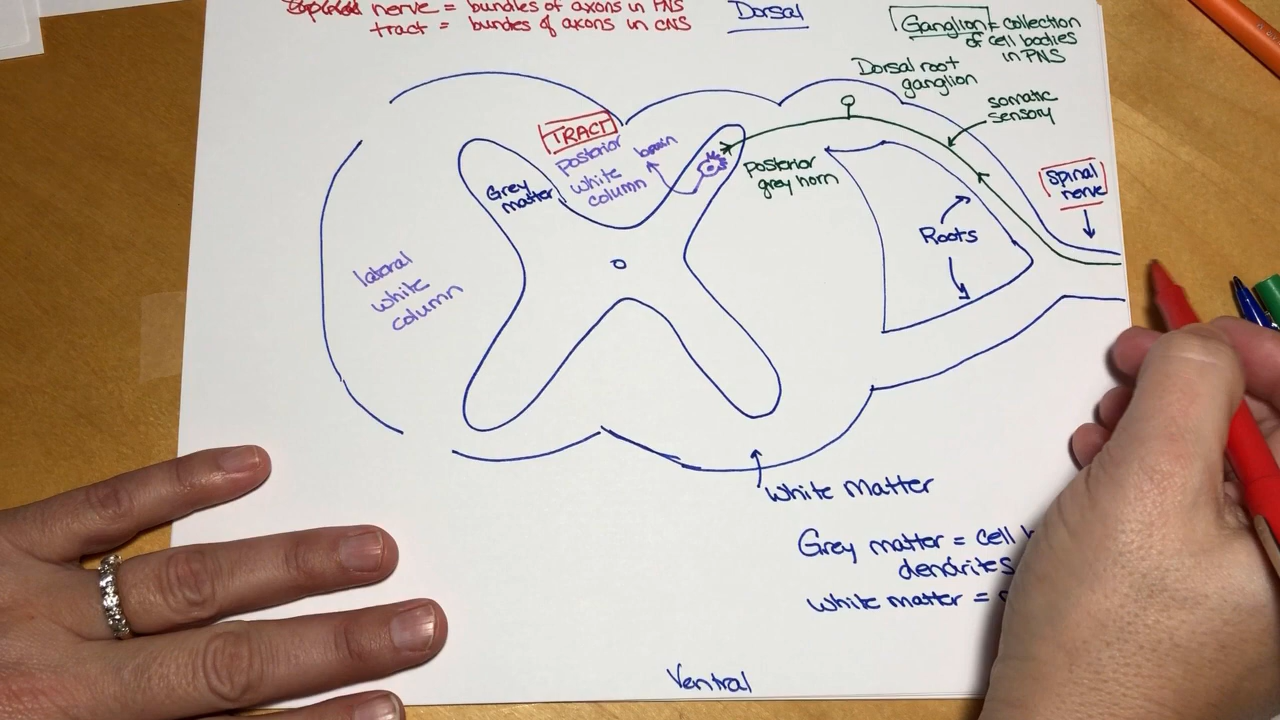 nerve = bundles of axons in PNS
tract = bundles of axons in CNS
Dorsal
Ganglion = collection
of cell bodies
in PNS
Dorsal root
ganglion
somatic
sensory
TRACT
Posterior
white
column
brain
Grey
matter
Posterior
grey horn
Spinal
nerve
Roots
lateral
white
column
White Matter
Grey matter = cell
dendrites
white matter =
Ventral